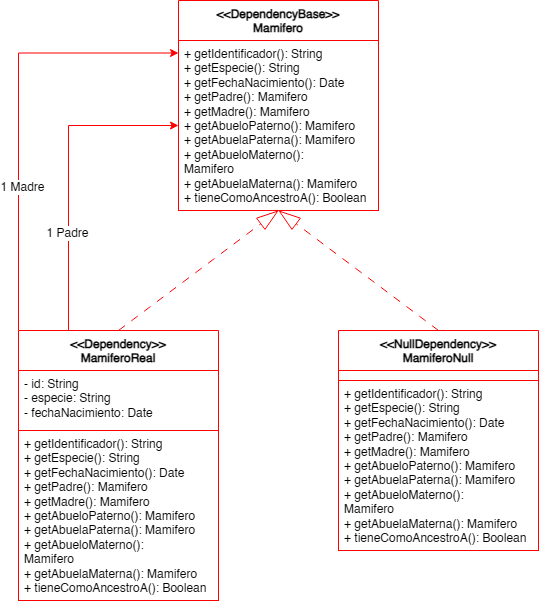 <<DependencyBase>>
Mamifero
+ getIdentificador(): String
+ getEspecie(): String
+ getFechaNacimiento(): Date
+ getPadre(): Mamifero
+ getMadre(): Mamifero
+ getAbueloPaterno(): Mamifero
+ getAbuelaPaterna(): Mamifero
+ getAbueloMaterno():
Mamifero
+ getAbuelaMaterna(): Mamifero
+ tieneComoAncestroA(): Boolean
1 Madre
1 Padre
<<Dependency>>
MamiferoReal
- id: String
- especie: String
- fechaNacimiento: Date
+ getIdentificador(): String
+ getEspecie(): String
+ getFechaNacimiento(): Date
+ getPadre(): Mamifero
+ getMadre(): Mamifero
+ getAbueloPaterno(): Mamifero
+ getAbuelaPaterna(): Mamifero
+ getAbueloMaterno():
Mamifero
+ getAbuelaMaterna(): Mamifero
+ tieneComoAncestroA(): Boolean
<<NullDependency>>
MamiferoNull
+ getIdentificador(): String
+ getEspecie(): String
+ getFechaNacimiento(): Date
+ getPadre(): Mamifero
+ getMadre(): Mamifero
+ getAbueloPaterno(): Mamifero
+ getAbuelaPaterna(): Mamifero
+ getAbueloMaterno():
Mamifero
+ getAbuelaMaterna(): Mamifero
+ tieneComoAncestroA(): Boolean